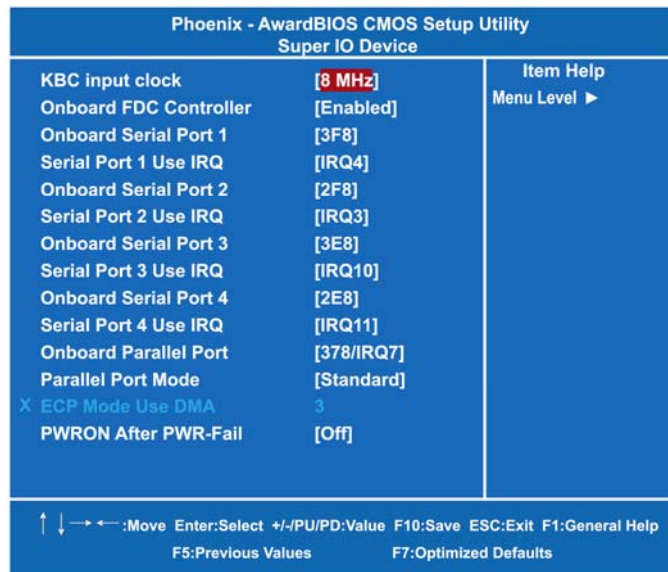 Phoenix - AwardBIOS CMOS Setup Utility
Super IO Device
KBC input clock [8 MHz]
Onboard FDC Controller [Enabled]
Onboard Serial Port 1 [3F8]
Serial Port 1 Use IRQ [IRQ4]
Onboard Serial Port 2 [2F8]
Serial Port 2 Use IRQ [IRQ3]
Onboard Serial Port 3 [3E8]
Serial Port 3 Use IRQ [IRQ10]
Onboard Serial Port 4 [2E8]
Serial Port 4 Use IRQ [IRQ11]
Onboard Parallel Port [378/IRQ7]
Parallel Port Mode [Standard]
X ECP Mode Use DMA 3
PWRON After PWR-Fail [Off]
Item Help
Menu Level ►
↑ ↓ → ← :Move Enter:Select +/-/PU/PD:Value F10:Save ESC:Exit F1:General Help
F5:Previous Values F7:Optimized Defaults